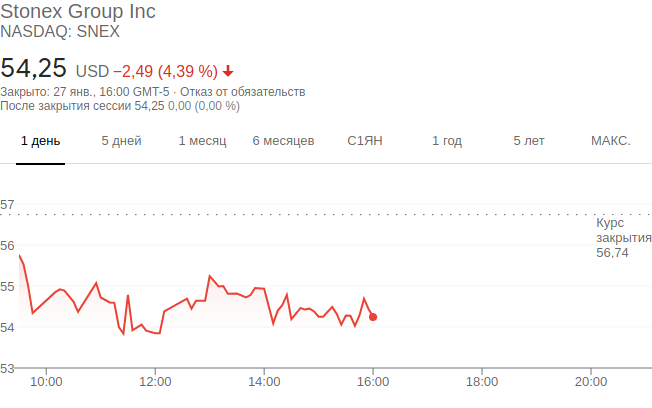 Stonex Group Inc
NASDAQ: SNEX
54,25 USD −2,49 (4,39 %)
Закрыто: 27 янв., 16:00 GMT-5 · Отказ от обязательств
После закрытия сессии 54,25 0,00 (0,00 %)
1 день 5 дней 1 месяц 6 месяцев С1ЯН 1 год 5 лет МАКС.
57
Курс
закрытия
56,74
56
55
54
53
10:00 12:00 14:00 16:00 18:00 20:00